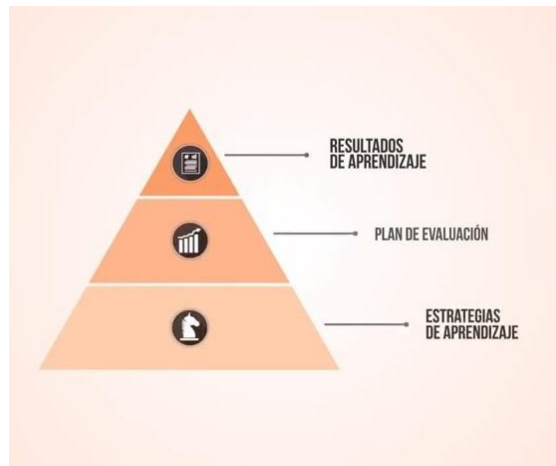 RESULTADOS
DE APRENDIZAJE
PLAN DE EVALUACIÓN
ESTRATEGIAS
DE APRENDIZAJE